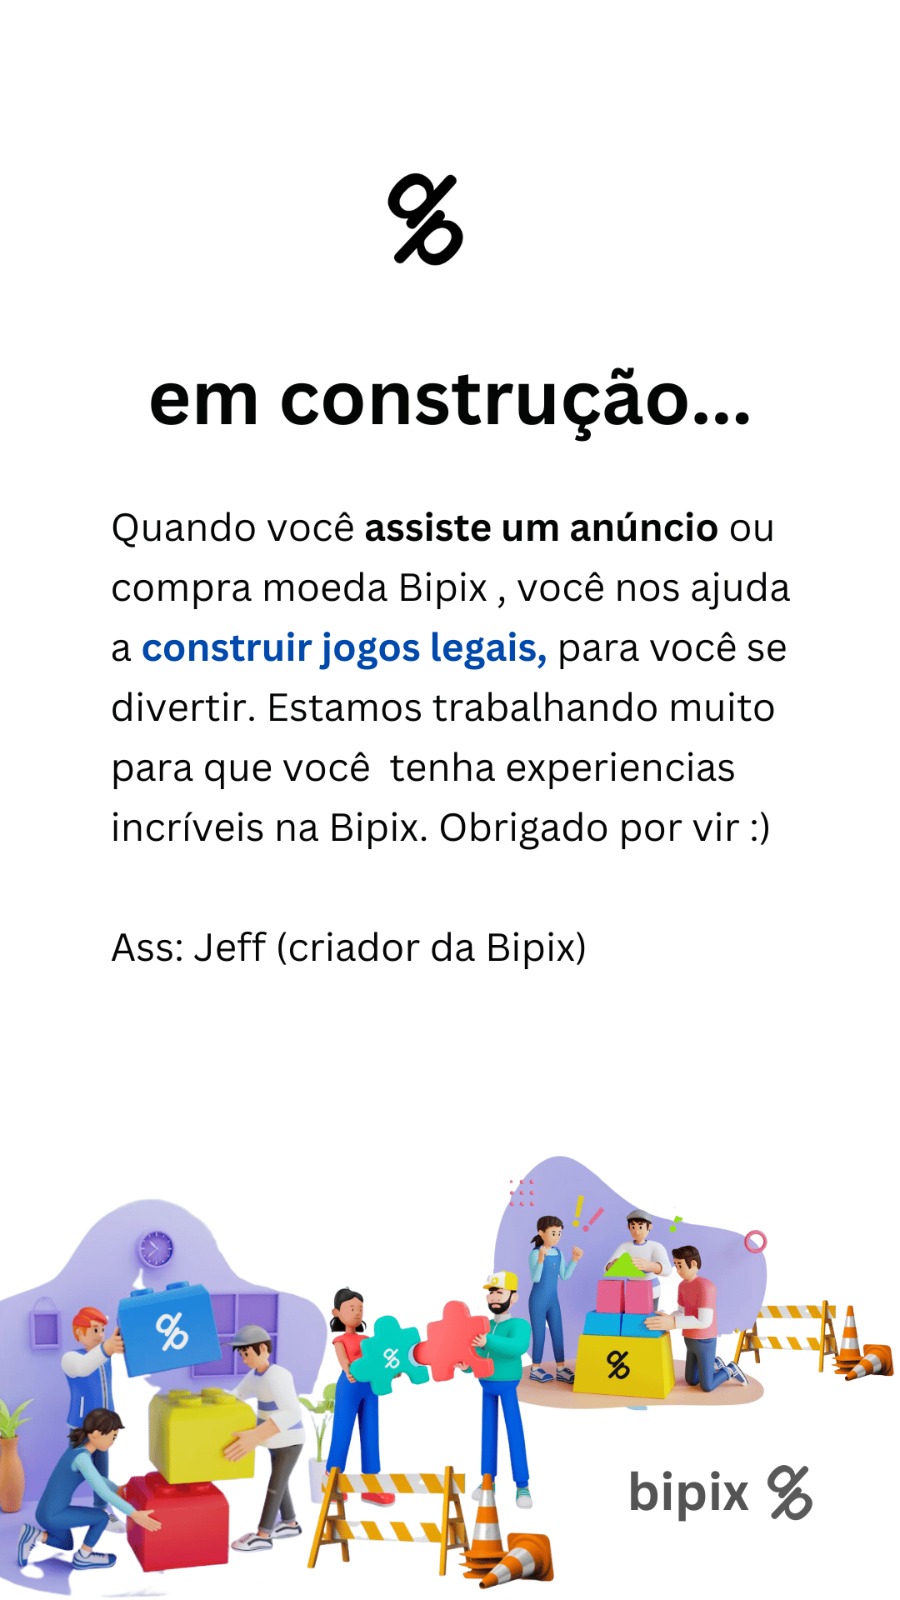 em construção...
Quando você assiste um anúncio ou
compra moeda Bipix , você nos ajuda
a construir jogos legais, para você se
divertir. Estamos trabalhando muito
para que você  tenha experiencias
incríveis na Bipix. Obrigado por vir :)
Ass: Jeff (criador da Bipix)
bipix